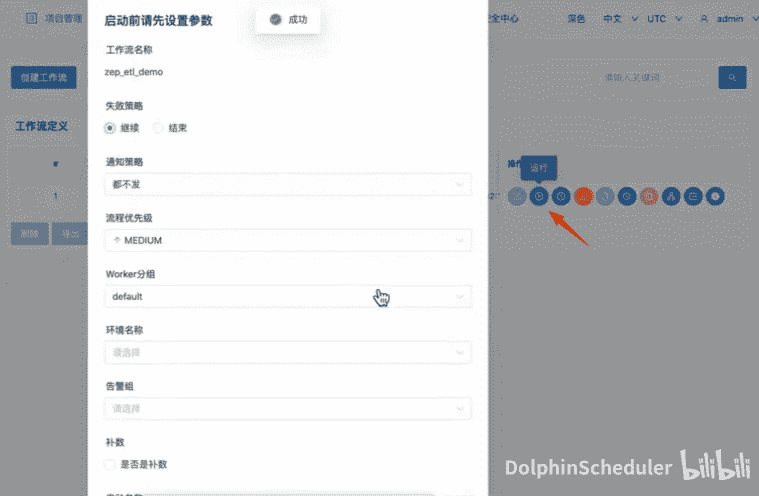 项目管理
启动前请先设置参数
成功
安全中心
深色
中文
UTC
admin
创建工作流
工作流名称
zep_etl_demo
请输入关键词
工作流定义
失败策略
继续
结束
#
通知策略
操作
运行
都不发
1
流程优先级
删除
导出
MEDIUM
Worker分组
default
环境名称
请选择
告警组
请选择
补数
是否是补数
DolphinScheduler bilibili